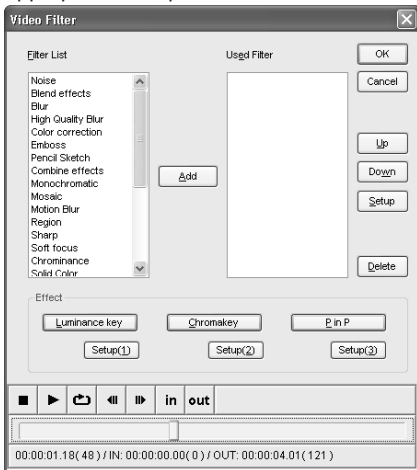 Video Filter
Filter List
Used Filter
OK
Cancel
Noise
Blend effects
Blur
High Quality Blur
Color correction
Emboss
Pencil Sketch
Combine effects
Monochromatic
Mosaic
Motion Blur
Region
Sharp
Soft focus
Chrominance
Solid Color
Add
Up
Down
Setup
Delete
Effect
Luminance key
Chromakey
P in P
Setup(1)
Setup(2)
Setup(3)
in out
00:00:01.18( 48 ) / IN: 00:00:00.00( 0 ) / OUT: 00:00:04.01( 121 )